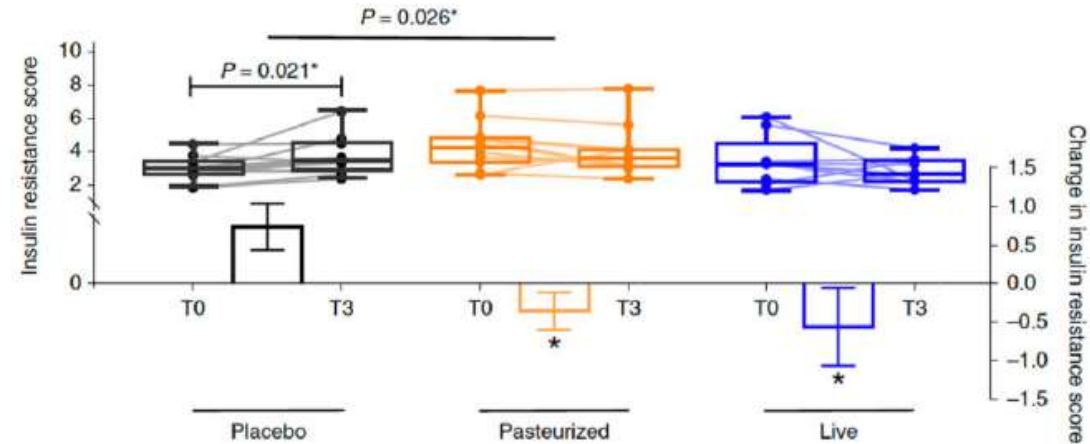 P = 0.026*
P = 0.021*
Insulin resistance score
10
8
6
4
2
0
1.5
1.0
0.5
0.0
−0.5
−1.0
−1.5
Change in insulin resistance score
T0 T3 T0 T3 T0 T3
* *
Placebo Pasteurized Live